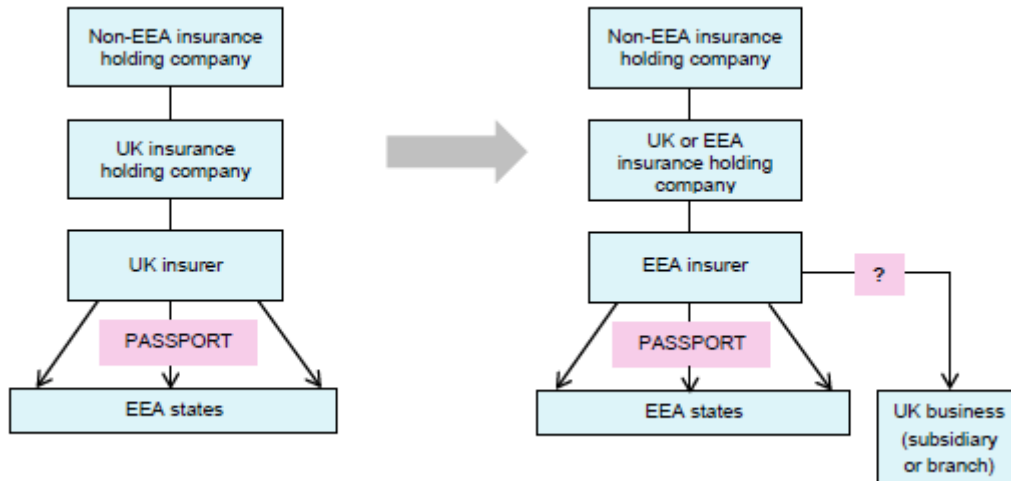 Non-EEA insurance
holding company
UK insurance
holding company
UK insurer
PASSPORT
EEA states
Non-EEA insurance
holding company
UK or EEA
insurance holding
company
EEA insurer
?
PASSPORT
EEA states
UK business
(subsidiary
or branch)